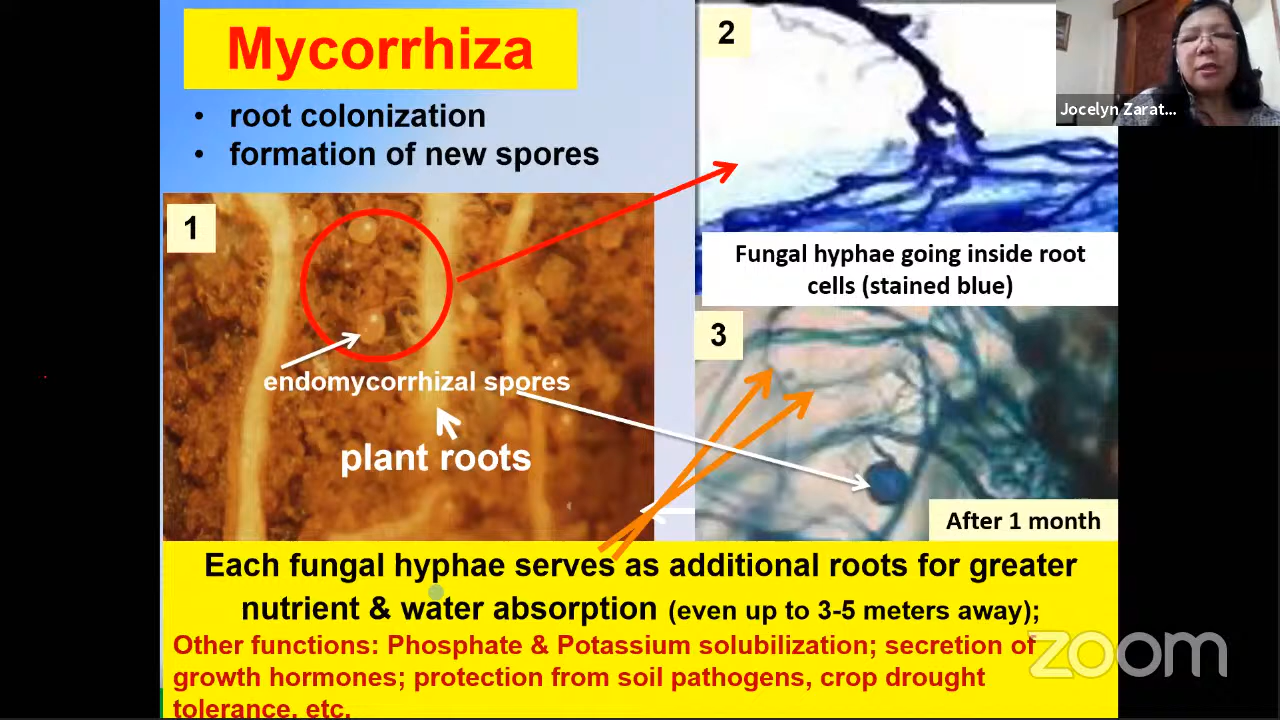 Mycorrhiza
• root colonization
• formation of new spores
1
endomycorrhizal spores
plant roots
2
Jocelyn Zarat...
Fungal hyphae going inside root
cells (stained blue)
3
After 1 month
Each fungal hyphae serves as additional roots for greater
nutrient & water absorption (even up to 3-5 meters away);
Other functions: Phosphate & Potassium solubilization; secretion of
growth hormones; protection from soil pathogens, crop drought
tolerance, etc.
zoom